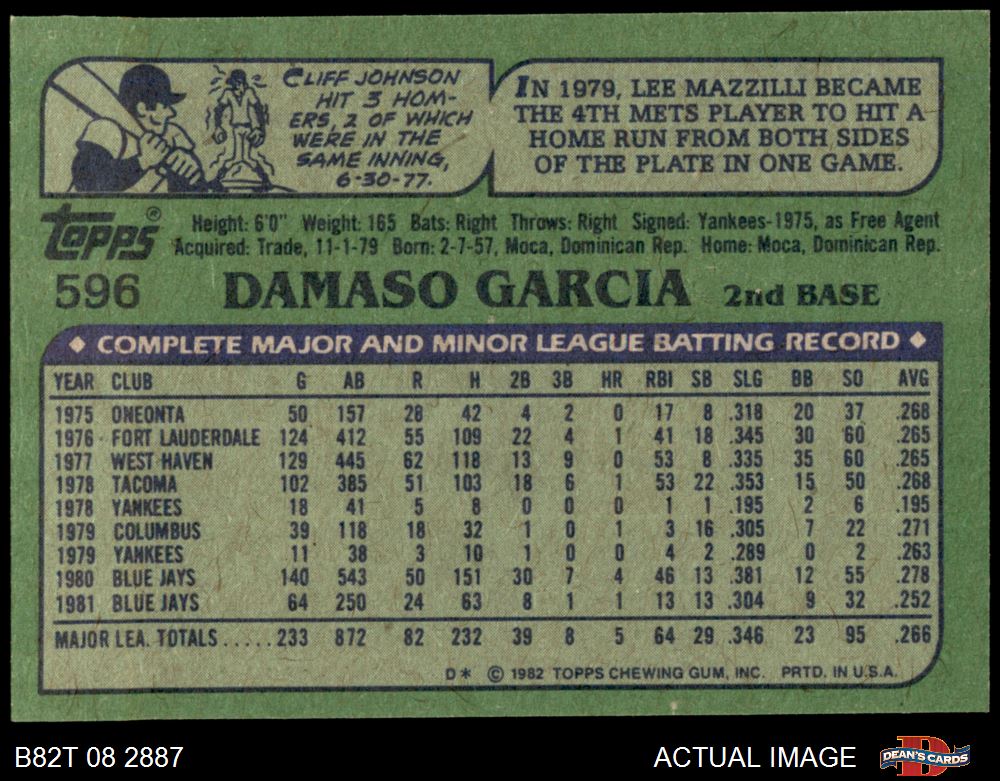 CLIFF JOHNSON
HIT 3 HOM-
ERS, 2 OF WHICH
WERE IN THE
SAME INNING,
6-30-77.
IN 1979, LEE MAZZILLI BECAME
THE 4TH METS PLAYER TO HIT A
HOME RUN FROM BOTH SIDES
OF THE PLATE IN ONE GAME.
Topps®
Height: 6'0" Weight: 165 Bats: Right Throws: Right Signed: Yankees-1975, as Free Agent
Acquired: Trade, 11-1-79 Born: 2-7-57, Moca, Dominican Rep. Home: Moca, Dominican Rep.
596 DAMASO GARCIA 2nd BASE
◆ COMPLETE MAJOR AND MINOR LEAGUE BATTING RECORD ◆
YEAR CLUB G AB R H 2B 3B HR RBI SB SLG BB SO AVG
1975 ONEONTA 50 157 28 42 4 2 0 17 8 .318 20 37 .268
1976 FORT LAUDERDALE 124 412 55 109 22 4 1 41 18 .345 30 60 .265
1977 WEST HAVEN 129 445 62 118 13 9 0 53 8 .335 35 60 .265
1978 TACOMA 102 385 51 103 18 6 1 53 22 .353 15 50 .268
1978 YANKEES 18 41 5 8 0 0 0 1 1 .195 2 6 .195
1979 COLUMBUS 39 118 18 32 1 0 1 3 16 .305 7 22 .271
1979 YANKEES 11 38 3 10 1 0 0 4 2 .289 0 2 .263
1980 BLUE JAYS 140 543 50 151 30 7 4 46 13 .381 12 55 .278
1981 BLUE JAYS 64 250 24 63 8 1 1 13 13 .304 9 32 .252
MAJOR LEA. TOTALS.....233 872 82 232 39 8 5 64 29 .346 23 95 .266
D* © 1982 TOPPS CHEWING GUM, INC. PRTD. IN U.S.A.
B82T 08 2887 ACTUAL IMAGE DEAN'S CARDS